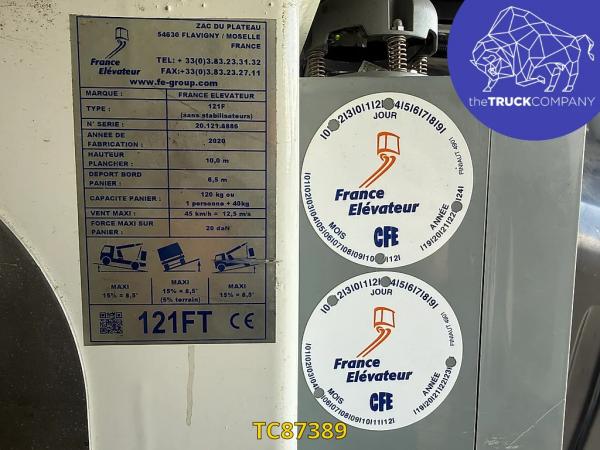 ZAC DU PLATEAU
54630 FLAVIGNY / MOSELLE
FRANCE
TEL: + 33(0)3.83.23.31.32
FAX:+33(0)3.83.23.27.11
www.fe-group.com
France
Elévateur
MARQUE : FRANCE ELEVATEUR
TYPE : 121F
(sans stabilisateurs)
N° SERIE : 20.121.8886
ANNEE DE
FABRICATION : 2020
HAUTEUR
PLANCHER : 10,0 m
DEPORT BORD
PANIER : 6,5 m
CAPACITE PANIER : 120 kg ou
1 personne + 40kg
VENT MAXI : 45 km/h = 12,5 m/s
FORCE MAXI SUR
PANIER : 20 daN
MAXI
15% = 8,5°
MAXI
15% = 8,5°
(5% terrain)
MAXI
15% = 8,5°
121FT CE
JOUR
France
Elévateur
CFE
MOIS
ANNÉE
JOUR
France
Elévateur
CFE
MOIS
ANNÉE
theTRUCKCOMPANY
TC87389